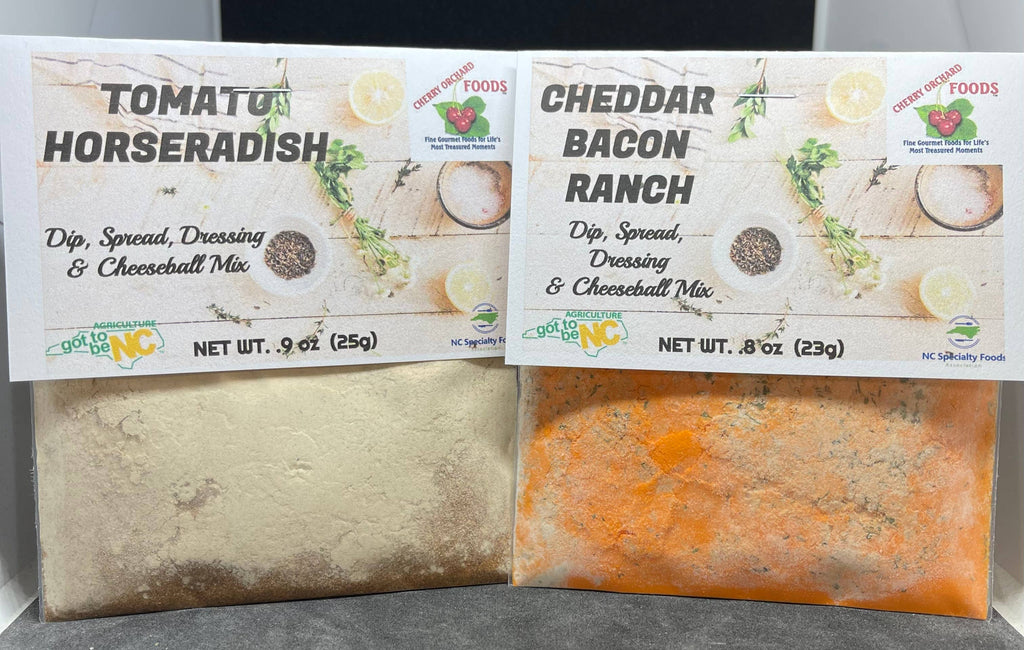 TOMATO
HORSERADISH
CHERRY ORCHARD
FOODS
Fine Gourmet Foods for Life's
Most Treasured Moments
Dip, Spread, Dressing
& Cheeseball Mix
AGRICULTURE
got to
be NC
NET WT. .9 oz (25g)
NC Specialty Fo
CHEDDAR
BACON
RANCH
CHERRY ORCHARD
FOODS
Fine Gourmet Foods for Life's
Most Treasured Moments
Dip, Spread,
Dressing
& Cheeseball Mix
AGRICULTURE
got to
be NC
NET WT. .8 oz (23g)
NC Specialty Foods
Association